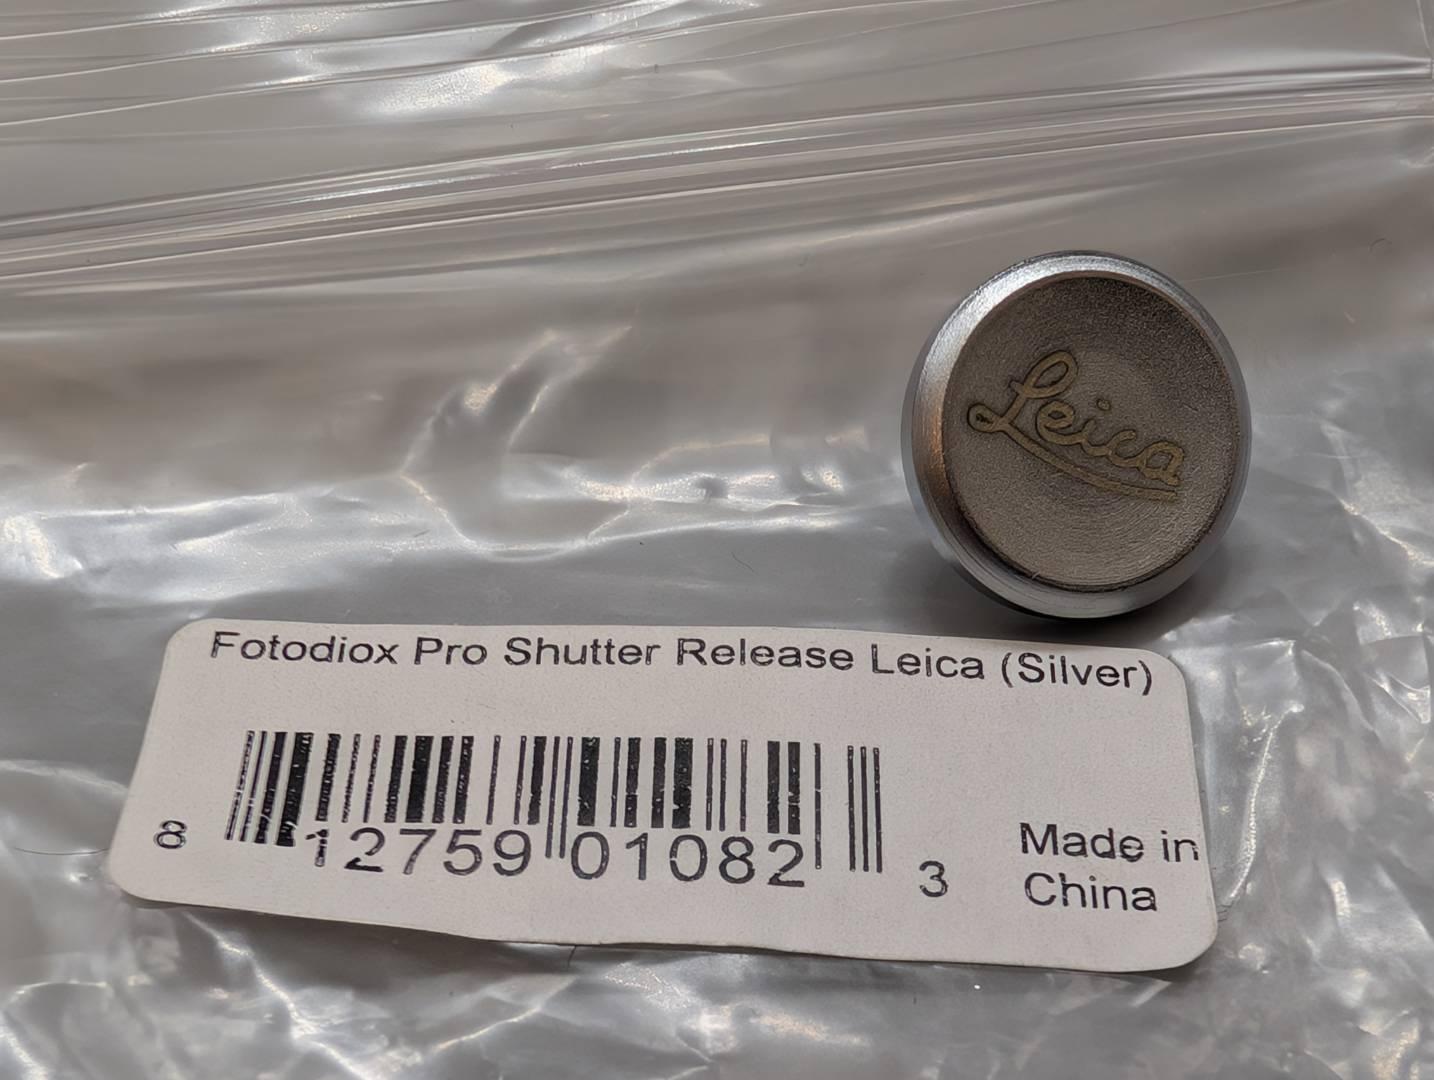 Leica
Fotodiox Pro Shutter Release Leica (Silver)
8 12759 01082 3
Made in
China